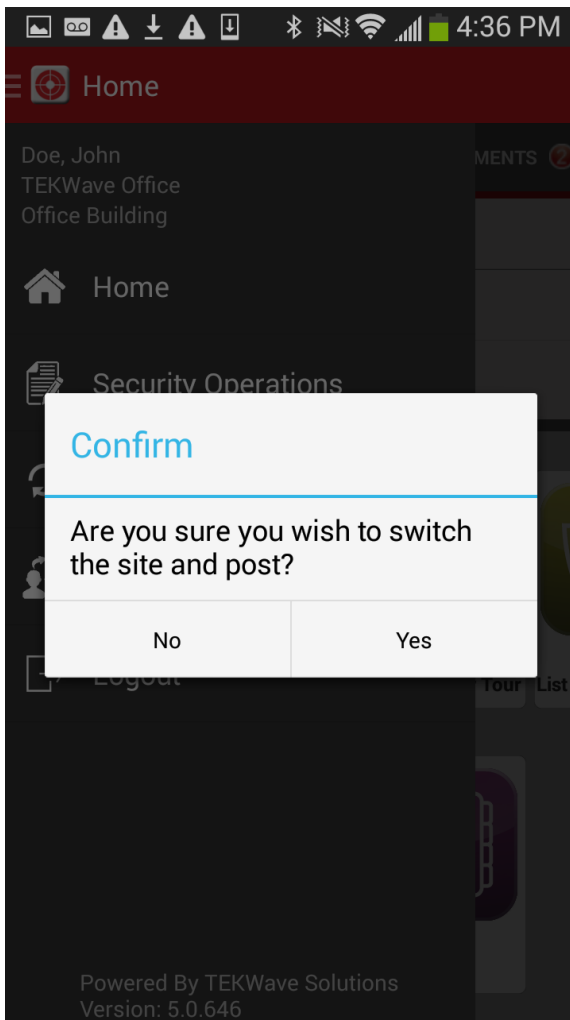 4:36 PM
Home
Doe, John
TEKWave Office
Office Building
MENTS 2
Home
Security Operations
Confirm
Are you sure you wish to switch
the site and post?
No
Yes
Logout
Tour
List
Powered By TEKWave Solutions
Version: 5.0.646